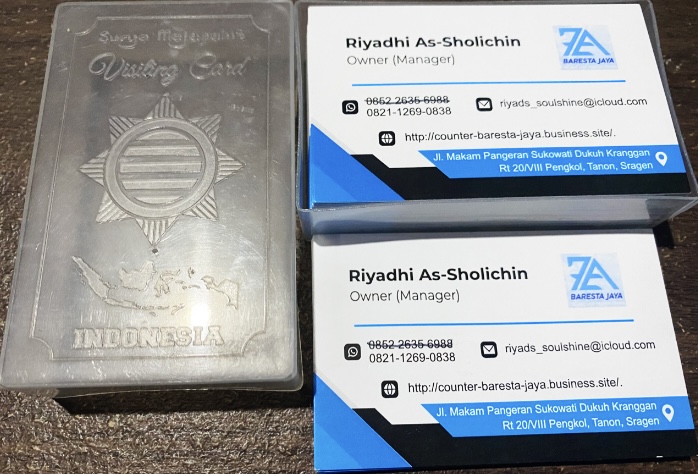 Surya Majapahit
Visiting Card
INDONESIA
Riyadhi As-Sholichin
Owner (Manager)
BARESTA JAYA
0852 2635 6988
0821-1269-0838
riyads_soulshine@icloud.com
http://counter-baresta-jaya.business.site/.
Jl. Makam Pangeran Sukowati Dukuh Kranggan
Rt 20/VIII Pengkol, Tanon, Sragen
Riyadhi As-Sholichin
Owner (Manager)
BARESTA JAYA
0852 2635 6988
0821-1269-0838
riyads_soulshine@icloud.com
http://counter-baresta-jaya.business.site/.
Jl. Makam Pangeran Sukowati Dukuh Kranggan
Rt 20/VIII Pengkol, Tanon, Sragen